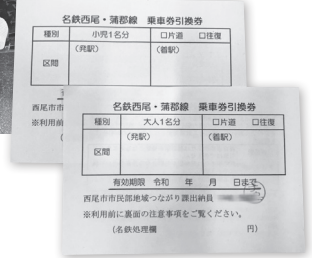 名鉄西尾・蒲郡線 乗車券引換券
種別 小児1名分 口片道 口往復
区間 (発駅) (着駅)
西尾市市
※利用前
(
名鉄西尾・蒲郡線 乗車券引換券
種別 大人1名分 口片道 口往復
区間 (発駅) (着駅)
有効期限 令和 年 月 日まで
西尾市市民部地域つながり課出納員
※利用前に裏面の注意事項をご覧ください。
(名鉄処理欄 円)